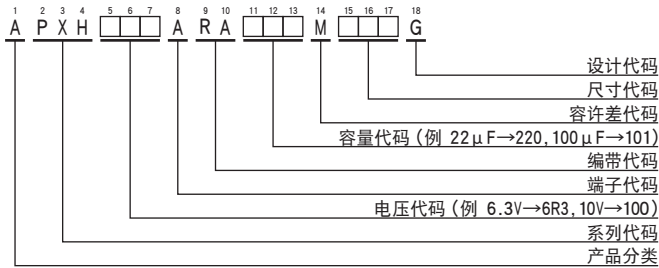 1 2 3 4 5 6 7 8 9 10 11 12 13 14 15 16 17 18
A P X H A R A M G
设计代码
尺寸代码
容许差代码
容量代码 (例 22μF→220, 100μF→101)
编带代码
端子代码
电压代码 (例 6.3V→6R3, 10V→100)
系列代码
产品分类